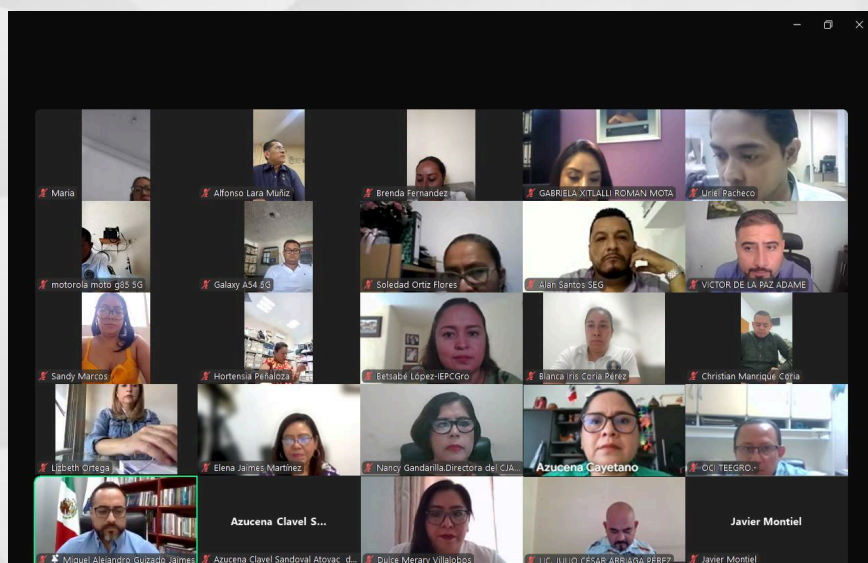 Maria
Alfonso Lara Muñiz
Brenda Fernandez
GABRIELA XITLALLI ROMAN MOTA
Uriel Pacheco
motorola moto g85 5G
Galaxy A54 5G
Soledad Ortiz Flores
Alan Santos SEG
VICTOR DE LA PAZ ADAME
Sandy Marcos
Hortensia Peñaloza
Betsabé López-IEPCGro
Blanca Iris Coria Pérez
Christian Manrique Coria
Lizbeth Ortega
Elena Jaimes Martínez
Nancy Gandarilla.Directora del CJA...
Azucena Cayetano
OCI TEEGRO.-
Azucena Clavel S...
Javier Montiel
Miguel Alejandro Guizado Jaimes
Azucena Clavel Sandoval Atoyac d...
Dulce Merary Villalobos
LIC. JULIO CESAR ARRIAGA PEREZ
Javier Montiel